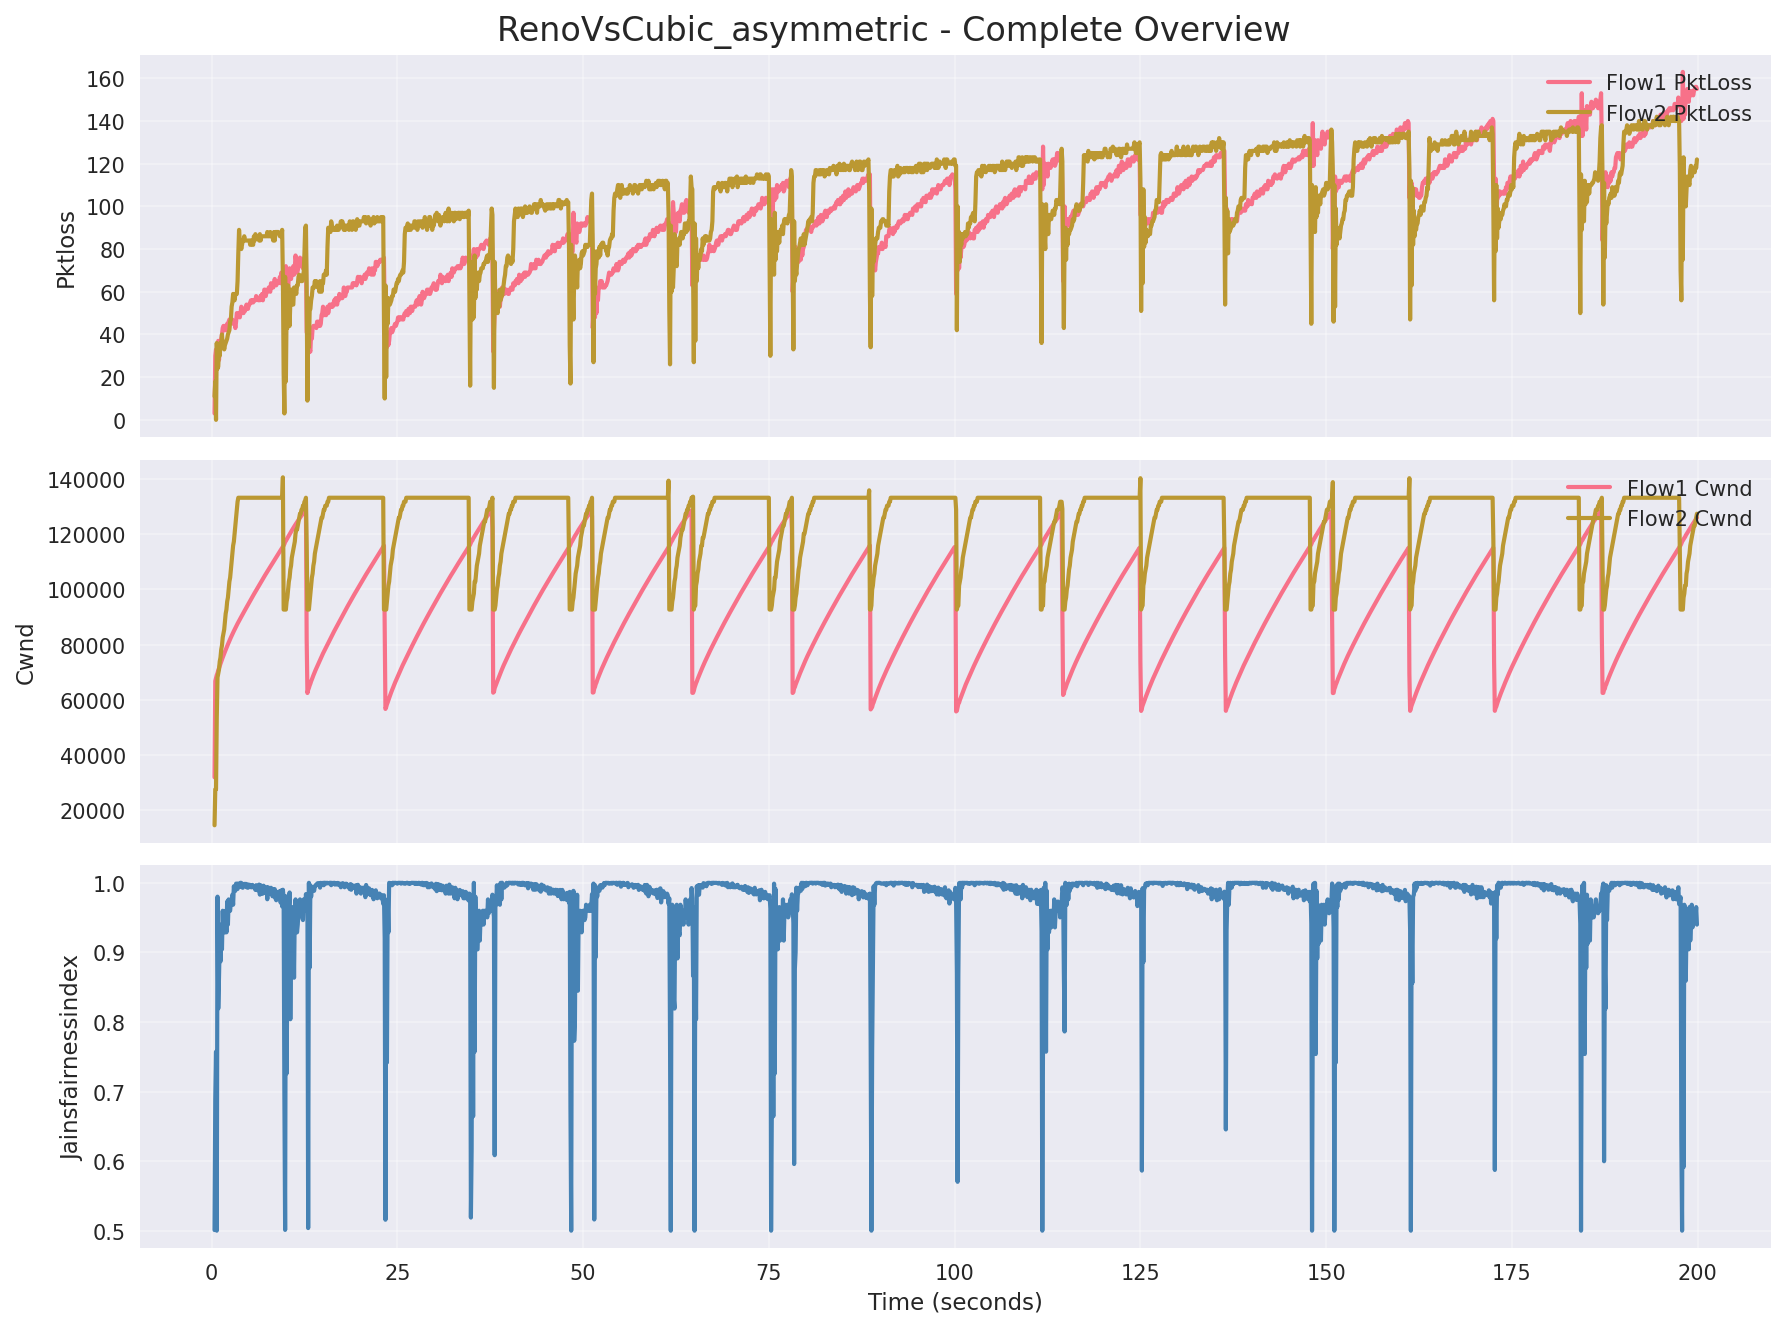 RenoVsCubic_asymmetric - Complete Overview
Pktloss
160
140
120
100
80
60
40
20
0
Flow1 PktLoss
Flow2 PktLoss
Cwnd
140000
120000
100000
80000
60000
40000
20000
Flow1 Cwnd
Flow2 Cwnd
Jainsfairnessindex
1.0
0.9
0.8
0.7
0.6
0.5
0 25 50 75 100 125 150 175 200
Time (seconds)